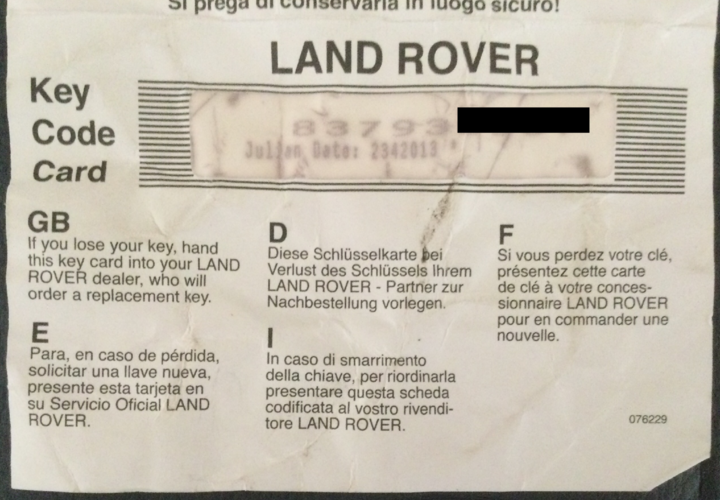 Si prega di conservarla in luogo sicuro!
LAND ROVER
Key
Code
Card
83793
Julian Date: 2342013 *
GB
If you lose your key, hand
this key card into your LAND
ROVER dealer, who will
order a replacement key.
D
Diese Schlüsselkarte bei
Verlust des Schlüssels Ihrem
LAND ROVER - Partner zur
Nachbestellung vorlegen.
F
Si vous perdez votre clé,
présentez cette carte
de clé à votre conces-
sionnaire LAND ROVER
pour en commander une
nouvelle.
E
Para, en caso de pérdida,
solicitar una llave nueva,
presente esta tarjeta en
su Servicio Oficial LAND
ROVER.
I
In caso di smarrimento
della chiave, per riordinarla
presentare questa scheda
codificata al vostro rivendi-
tore LAND ROVER.
076229